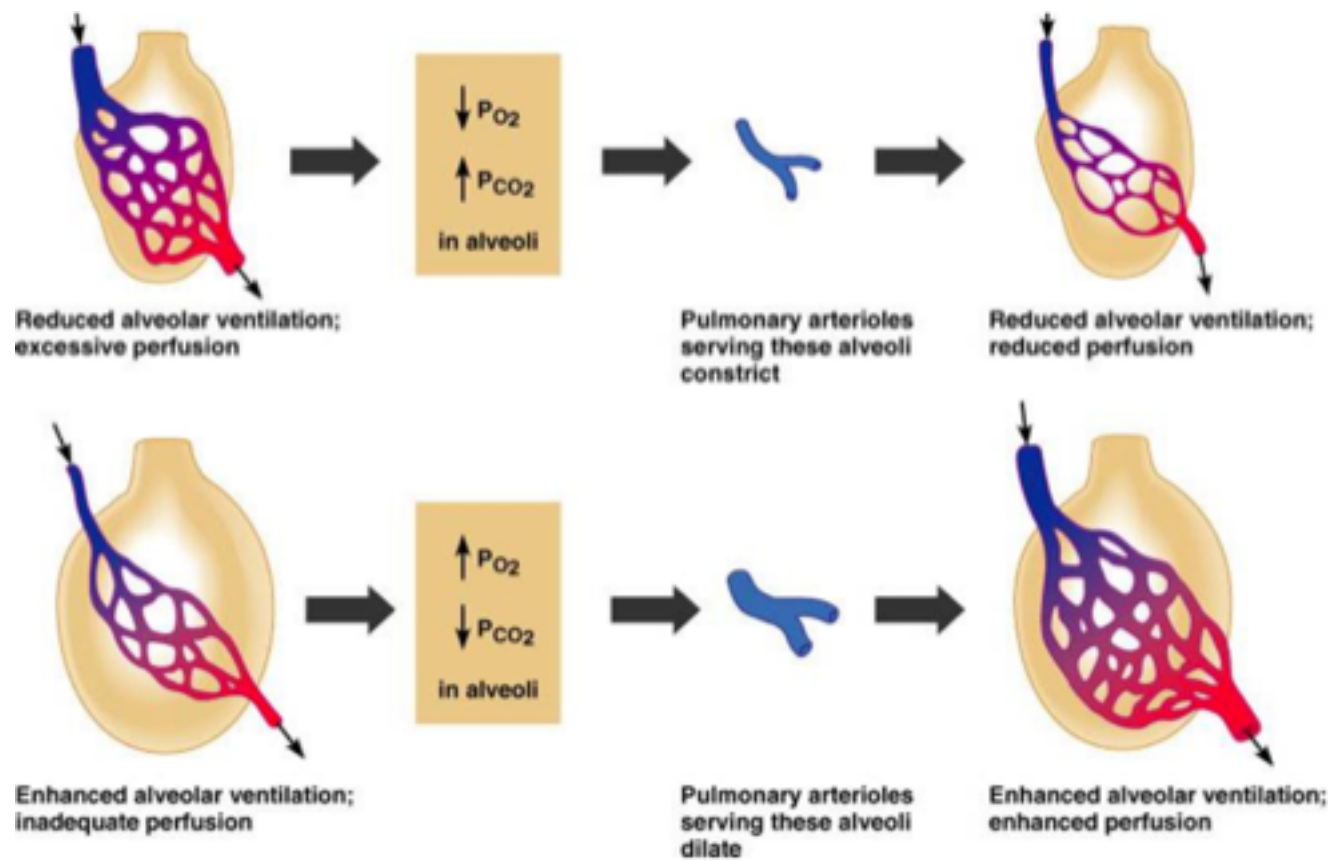 ↓ PO2
↑ PCO2
in alveoli
Reduced alveolar ventilation;
excessive perfusion
Pulmonary arterioles
serving these alveoli
constrict
Reduced alveolar ventilation;
reduced perfusion
↑ PO2
↓ PCO2
in alveoli
Enhanced alveolar ventilation;
inadequate perfusion
Pulmonary arterioles
serving these alveoli
dilate
Enhanced alveolar ventilation;
enhanced perfusion